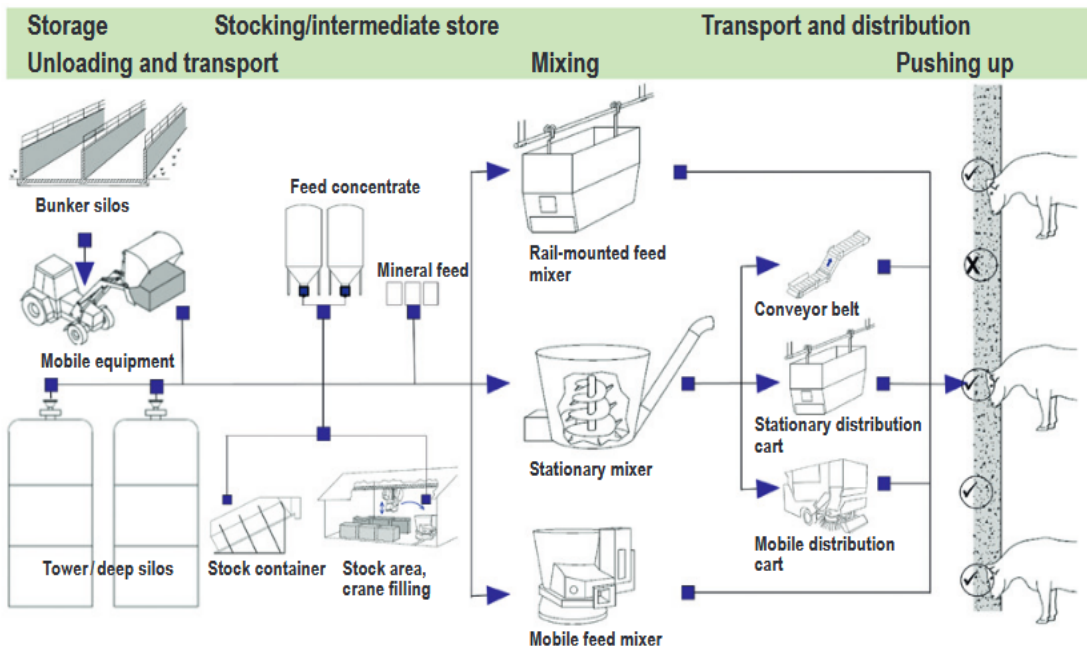 Storage
Stocking/intermediate store
Transport and distribution
Unloading and transport
Mixing
Pushing up
Bunker silos
Feed concentrate
Mineral feed
Mobile equipment
Tower/deep silos
Stock container
Stock area,
crane filling
Rail-mounted feed
mixer
Stationary mixer
Mobile feed mixer
Conveyor belt
Stationary distribution
cart
Mobile distribution
cart